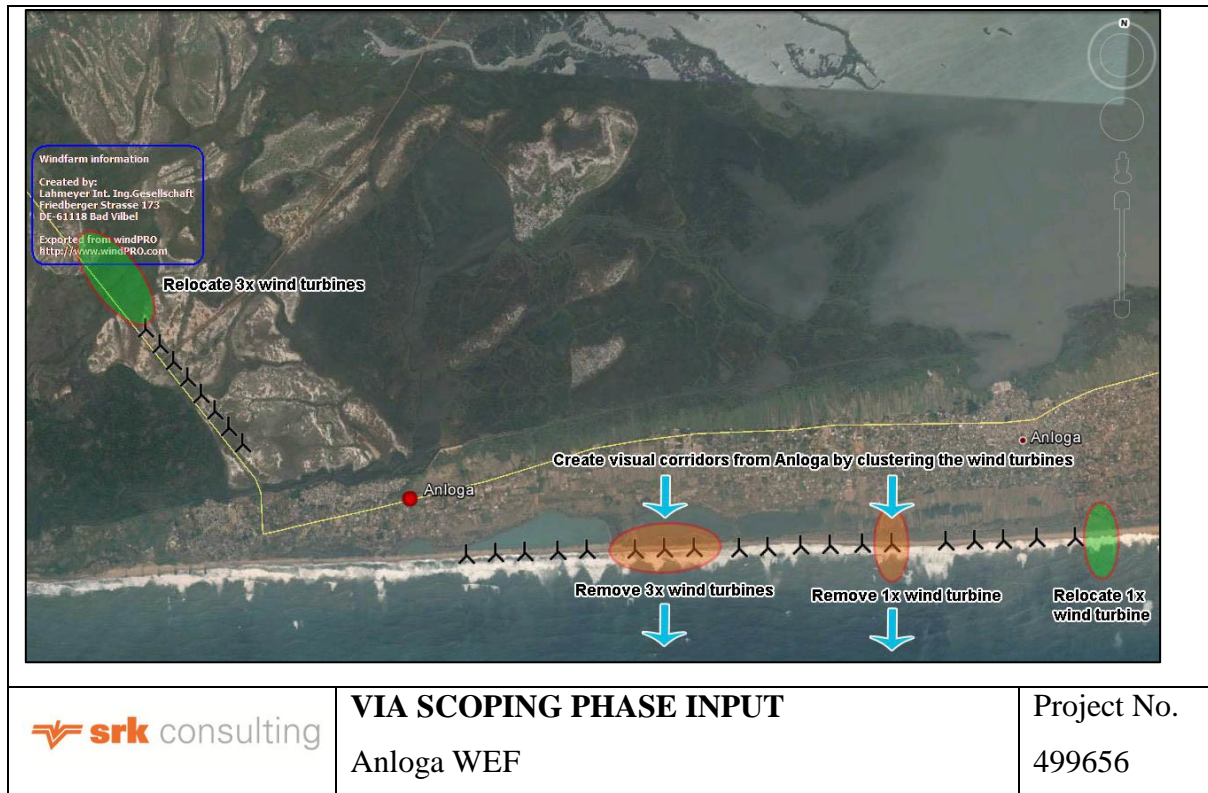 N
Windfarm information
Created by:
Lahmeyer Int. Ing.Gesellschaft
Friedberger Strasse 173
DE-61118 Bad Vilbel
Exported from windPRO
http://www.windPRO.com
Relocate 3x wind turbines
Anloga
Create visual corridors from Anloga by clustering the wind turbines
Anloga
Remove 3x wind turbines
Remove 1x wind turbine
Relocate 1x
wind turbine
srk consulting
VIA SCOPING PHASE INPUT
Anloga WEF
Project No.
499656